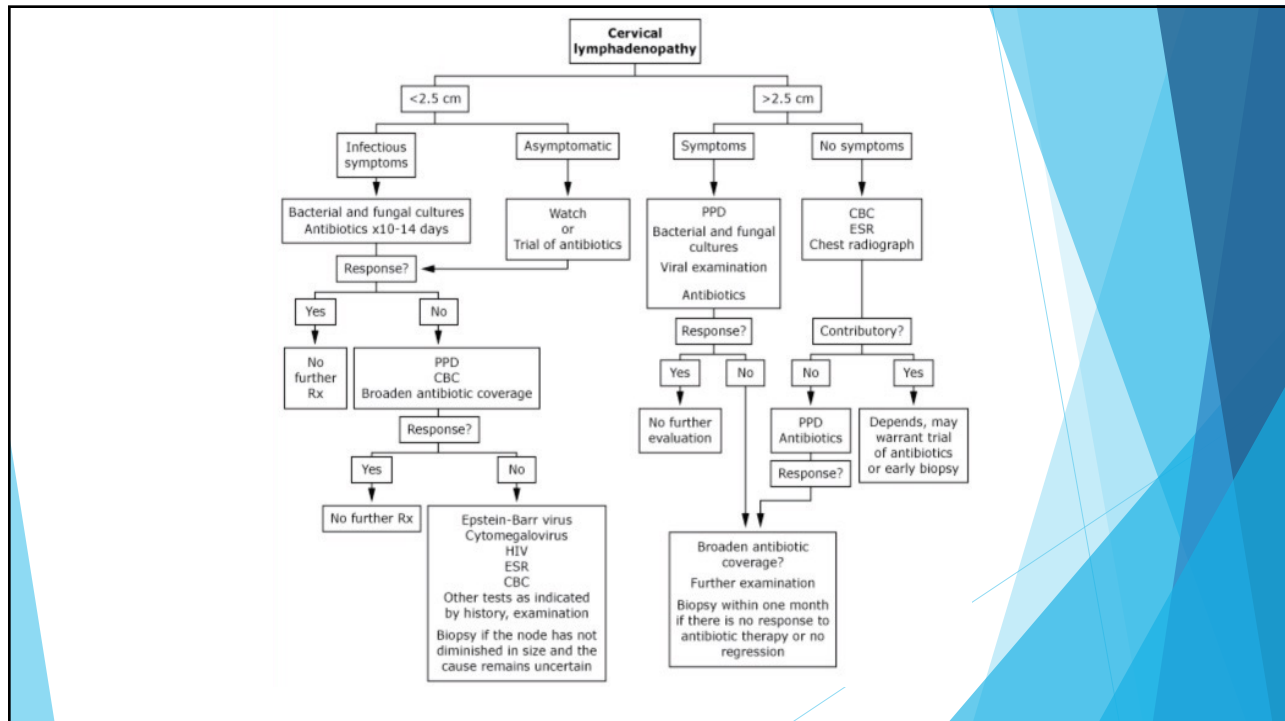 Cervical
lymphadenopathy
<2.5 cm
>2.5 cm
Infectious
symptoms
Asymptomatic
Symptoms
No symptoms
Bacterial and fungal cultures
Antibiotics x10-14 days
Watch
or
Trial of antibiotics
PPD
Bacterial and fungal
cultures
Viral examination
Antibiotics
CBC
ESR
Chest radiograph
Response?
Yes
No
No
further
Rx
PPD
CBC
Broaden antibiotic coverage
Response?
Yes
No
No further Rx
Epstein-Barr virus
Cytomegalovirus
HIV
ESR
CBC
Other tests as indicated
by history, examination
Biopsy if the node has not
diminished in size and the
cause remains uncertain
Response?
Yes
No
No further
evaluation
Contributory?
No
Yes
PPD
Antibiotics
Response?
Depends, may
warrant trial
of antibiotics
or early biopsy
Broaden antibiotic
coverage?
Further examination
Biopsy within one month
if there is no response to
antibiotic therapy or no
regression